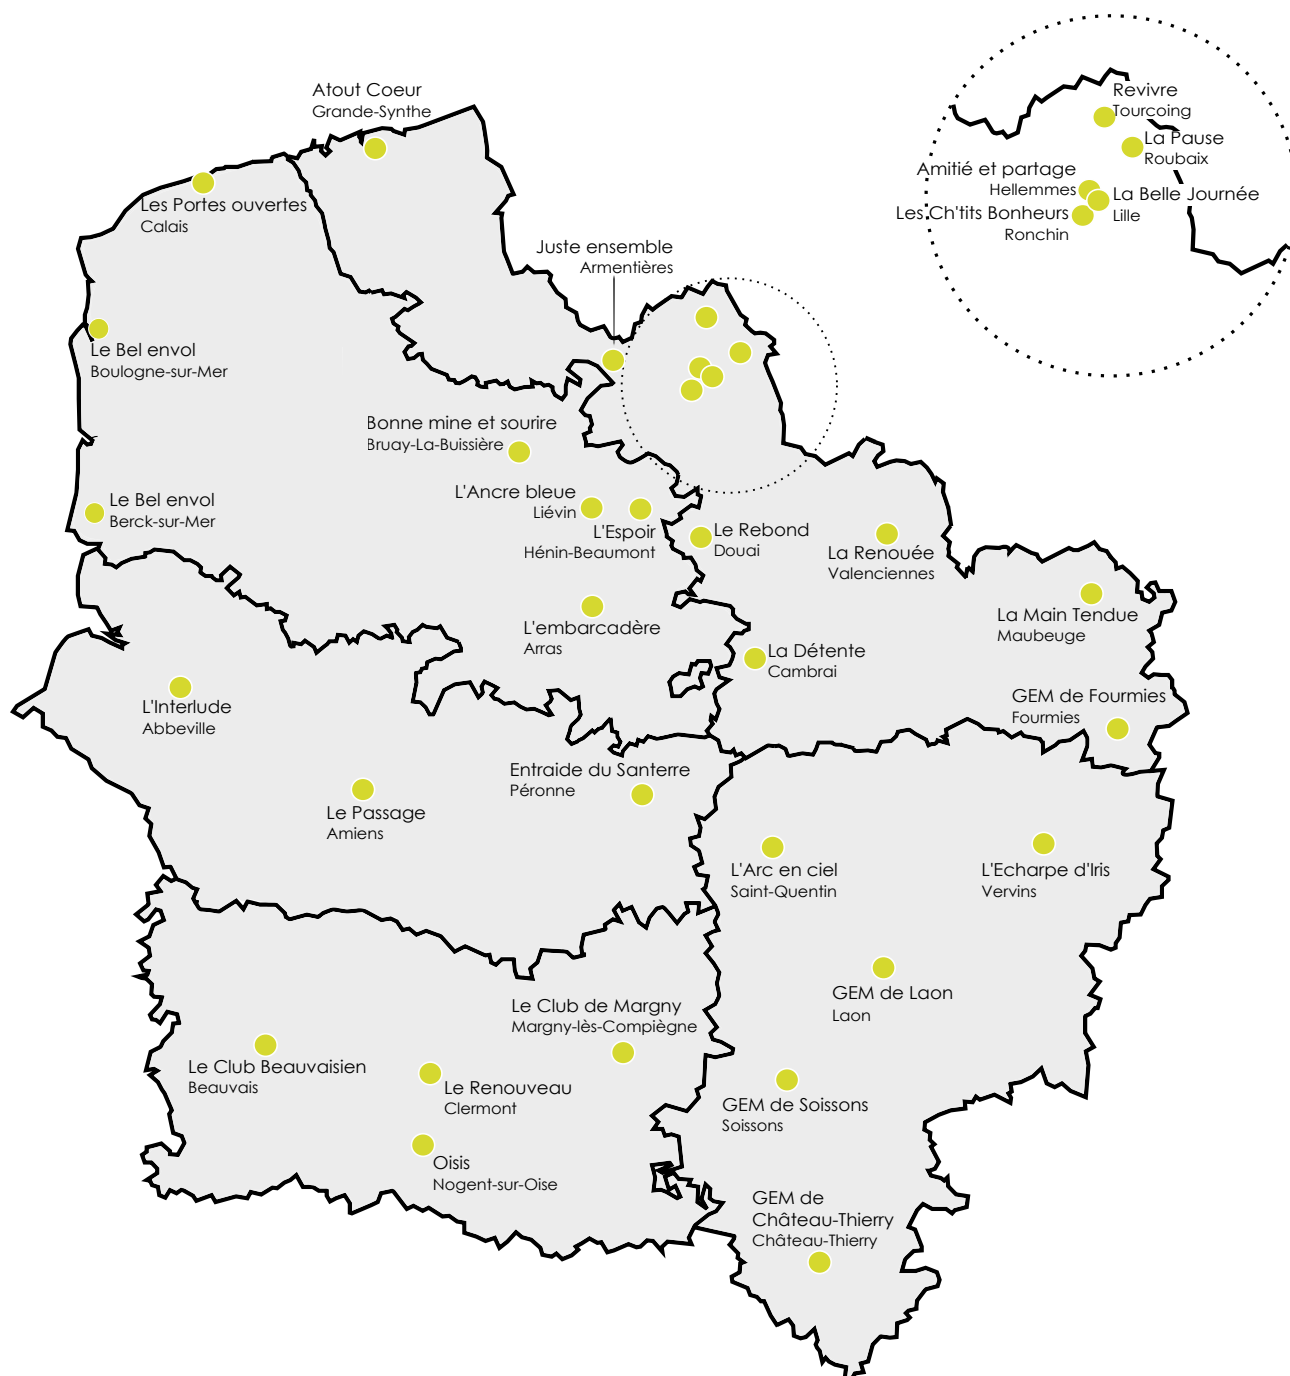 Atout Coeur
Grande-Synthe
Les Portes ouvertes
Calais
Revivre
Tourcoing
La Pause
Roubaix
Amitié et partage
Hellemmes
La Belle Journée
Lille
Les Ch'tits Bonheurs
Ronchin
Juste ensemble
Armentières
Le Bel envol
Boulogne-sur-Mer
Bonne mine et sourire
Bruay-La-Buissière
Le Bel envol
Berck-sur-Mer
L'Ancre bleue
Liévin
L'Espoir
Hénin-Beaumont
Le Rebond
Douai
La Renouée
Valenciennes
La Main Tendue
Maubeuge
L'embarcadère
Arras
La Détente
Cambrai
GEM de Fourmies
Fourmies
L'Interlude
Abbeville
Le Passage
Amiens
Entraide du Santerre
Péronne
L'Arc en ciel
Saint-Quentin
L'Echarpe d'Iris
Vervins
GEM de Laon
Laon
Le Club de Margny
Margny-lès-Compiègne
Le Club Beauvaisien
Beauvais
Le Renouveau
Clermont
GEM de Soissons
Soissons
Oisis
Nogent-sur-Oise
GEM de
Château-Thierry
Château-Thierry